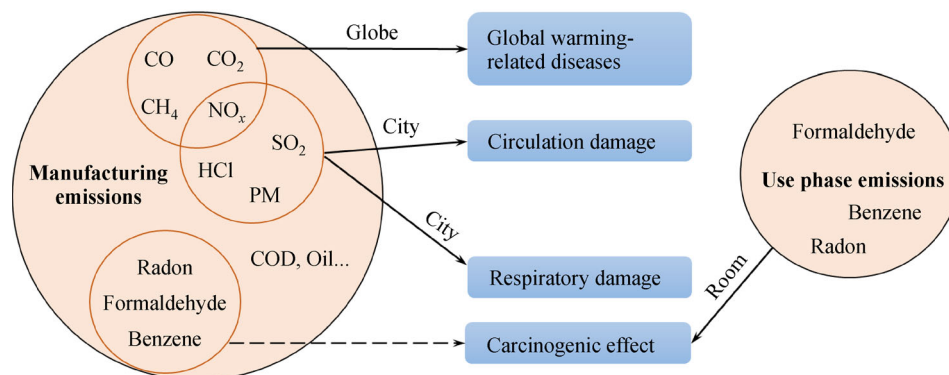 CO
CO₂
CH₄
NOₓ
SO₂
HCl
PM
Manufacturing
emissions
COD, Oil...
Radon
Formaldehyde
Benzene
Globe
City
City
Global warming-
related diseases
Circulation damage
Respiratory damage
Carcinogenic effect
Room
Formaldehyde
Use phase emissions
Benzene
Radon